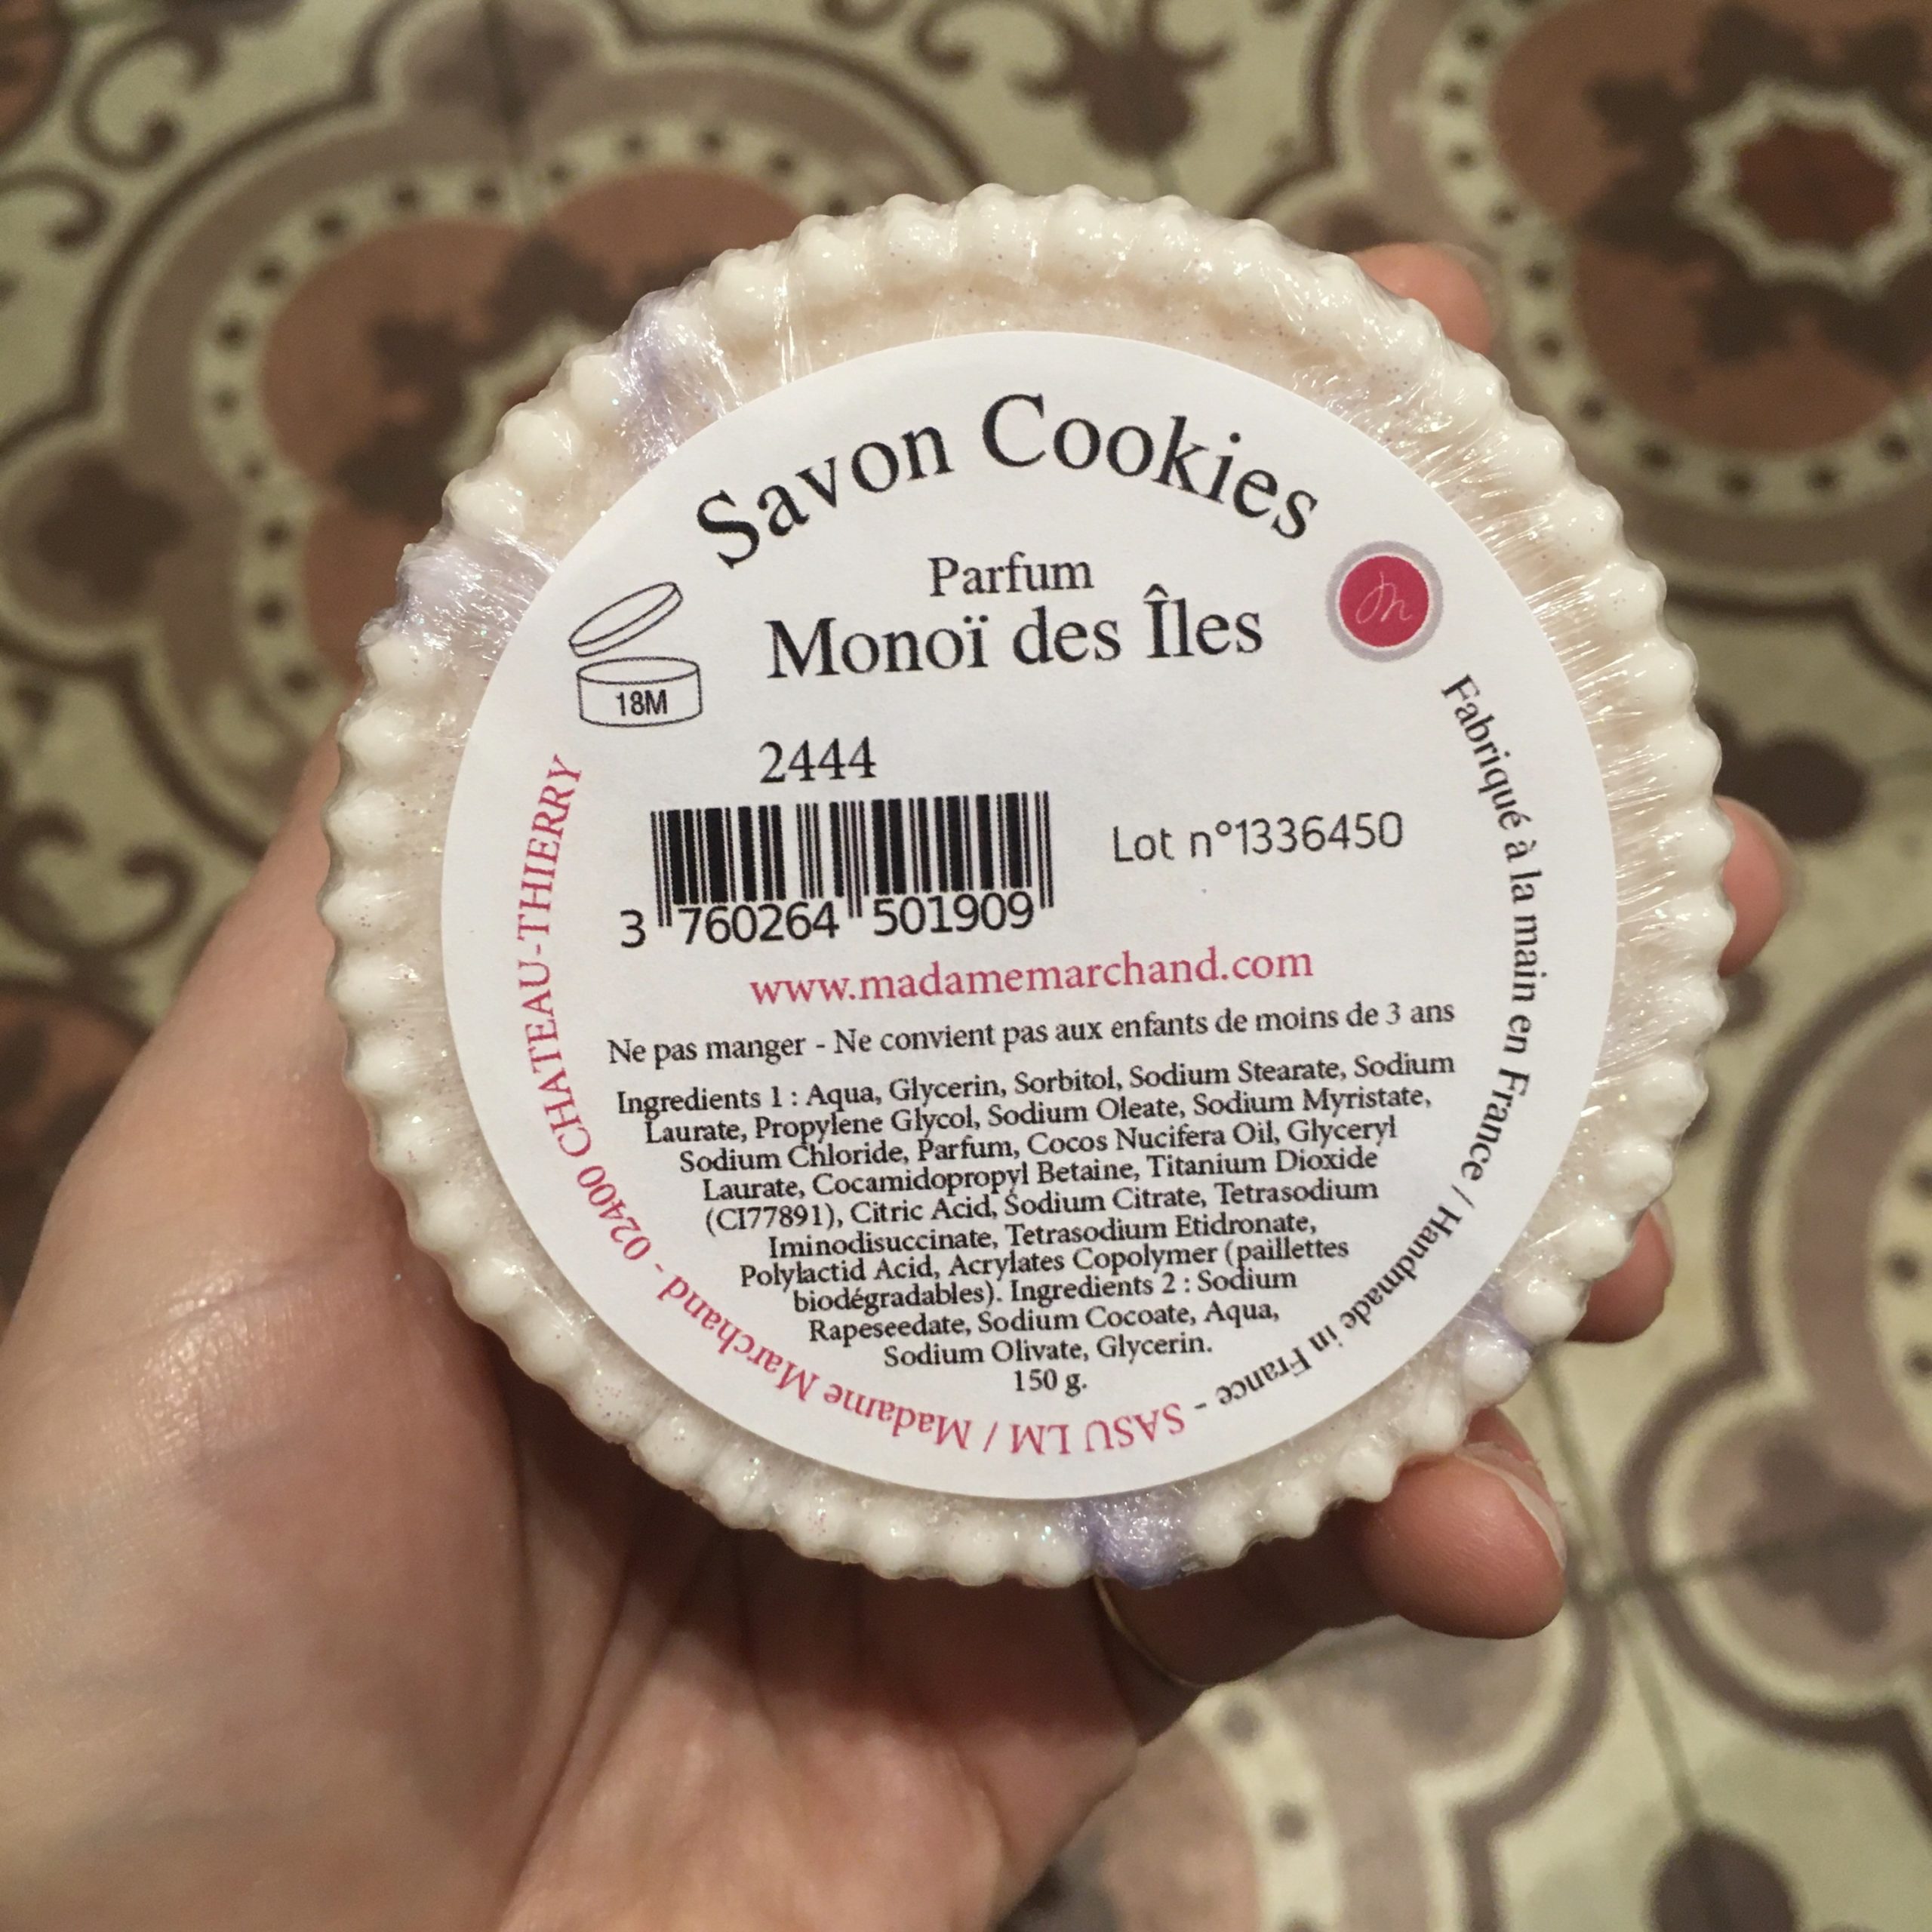 Savon Cookies
Parfum
Monoï des Îles
18M
2444
Lot n°1336450
3 760264 501909
www.madamemarchand.com
Ne pas manger - Ne convient pas aux enfants de moins de 3 ans
Ingredients 1 : Aqua, Glycerin, Sorbitol, Sodium Stearate, Sodium
Laurate, Propylene Glycol, Sodium Oleate, Sodium Myristate,
Sodium Chloride, Parfum, Cocos Nucifera Oil, Glyceryl
Laurate, Cocamidopropyl Betaine, Titanium Dioxide
(CI77891), Citric Acid, Sodium Citrate, Tetrasodium
Iminodisuccinate, Tetrasodium Etidronate,
Polylactid Acid, Acrylates Copolymer (paillettes
biodégradables). Ingredients 2 : Sodium
Rapeseedate, Sodium Cocoate, Aqua,
Sodium Olivate, Glycerin.
150 g.
Fabriqué à la main en France / Handmade in France - SASU LM / Madame Marchand - 02400 CHATEAU-THIERRY
m